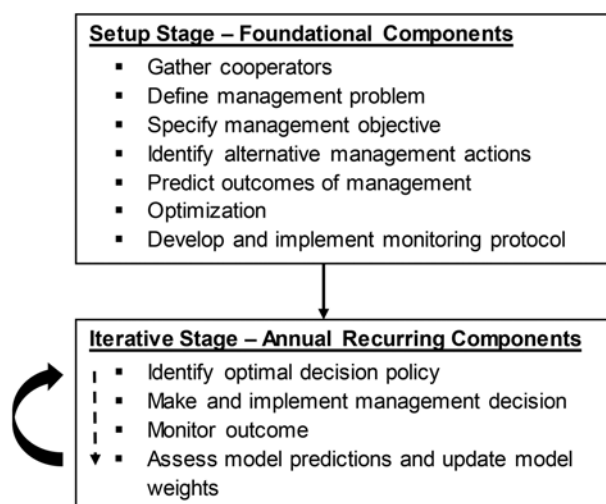 Setup Stage – Foundational Components
▪ Gather cooperators
▪ Define management problem
▪ Specify management objective
▪ Identify alternative management actions
▪ Predict outcomes of management
▪ Optimization
▪ Develop and implement monitoring protocol
Iterative Stage – Annual Recurring Components
▪ Identify optimal decision policy
▪ Make and implement management decision
▪ Monitor outcome
▪ Assess model predictions and update model
weights